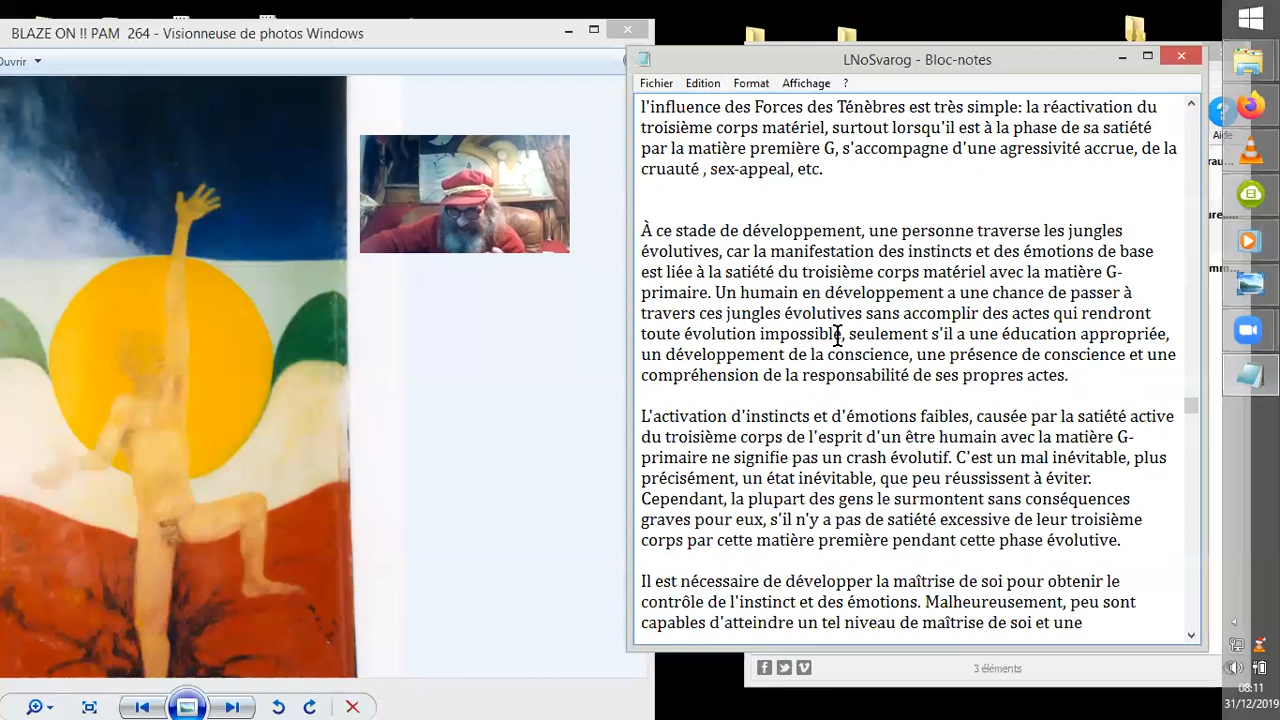 BLAZE ON !! PAM 264 - Visionneuse de photos Windows
Ouvrir
LNoSvarog - Bloc-notes
Fichier Edition Format Affichage ?
l'influence des Forces des Ténèbres est très simple: la réactivation du
troisième corps matériel, surtout lorsqu'il est à la phase de sa satiété
par la matière première G, s'accompagne d'une agressivité accrue, de la
cruauté , sex-appeal, etc.
À ce stade de développement, une personne traverse les jungles
évolutives, car la manifestation des instincts et des émotions de base
est liée à la satiété du troisième corps matériel avec la matière G-
primaire. Un humain en développement a une chance de passer à
travers ces jungles évolutives sans accomplir des actes qui rendront
toute évolution impossible, seulement s'il a une éducation appropriée,
un développement de la conscience, une présence de conscience et une
compréhension de la responsabilité de ses propres actes.
L'activation d'instincts et d'émotions faibles, causée par la satiété active
du troisième corps de l'esprit d'un être humain avec la matière G-
primaire ne signifie pas un crash évolutif. C'est un mal inévitable, plus
précisément, un état inévitable, que peu réussissent à éviter.
Cependant, la plupart des gens le surmontent sans conséquences
graves pour eux, s'il n'y a pas de satiété excessive de leur troisième
corps par cette matière première pendant cette phase évolutive.
Il est nécessaire de développer la maîtrise de soi pour obtenir le
contrôle de l'instinct et des émotions. Malheureusement, peu sont
capables d'atteindre un tel niveau de maîtrise de soi et une
3 éléments
Aide
08:11
31/12/2019